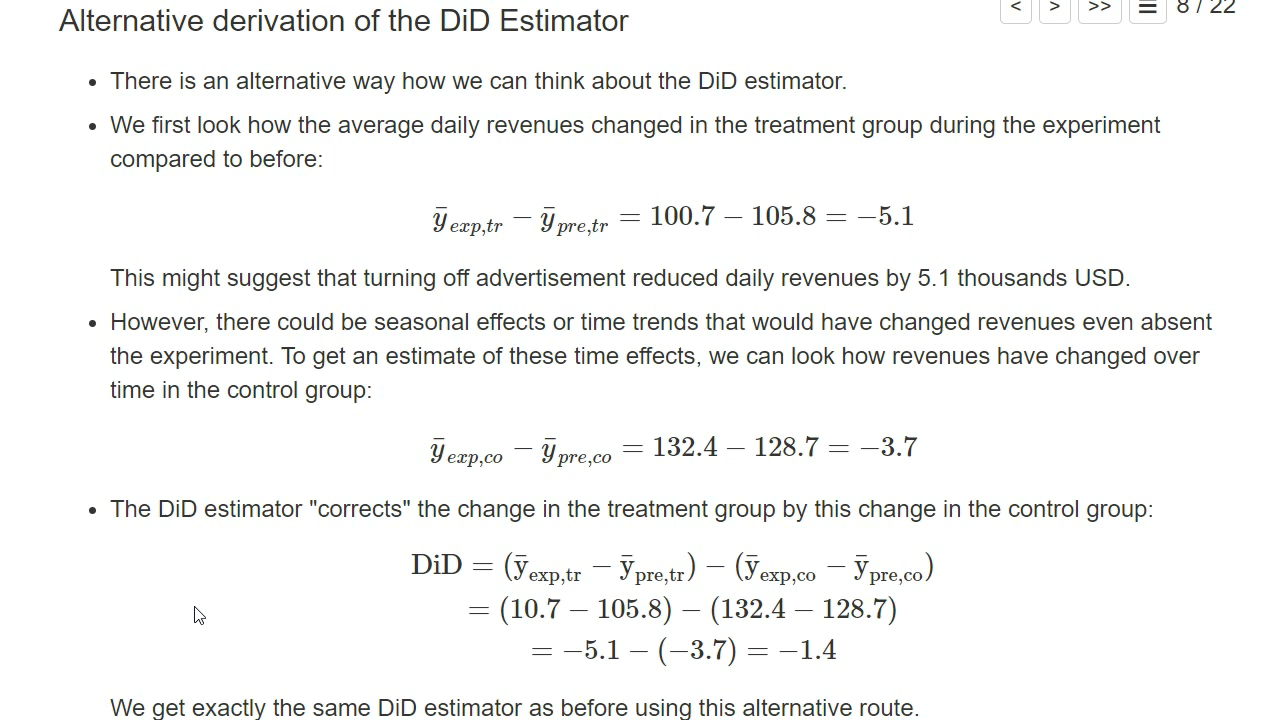 Alternative derivation of the DiD Estimator
< > >> ☰ 8 / 22
• There is an alternative way how we can think about the DiD estimator.
• We first look how the average daily revenues changed in the treatment group during the experiment
compared to before:
ȳ_exp,tr − ȳ_pre,tr = 100.7 − 105.8 = −5.1
This might suggest that turning off advertisement reduced daily revenues by 5.1 thousands USD.
• However, there could be seasonal effects or time trends that would have changed revenues even absent
the experiment. To get an estimate of these time effects, we can look how revenues have changed over
time in the control group:
ȳ_exp,co − ȳ_pre,co = 132.4 − 128.7 = −3.7
• The DiD estimator "corrects" the change in the treatment group by this change in the control group:
DiD = (ȳ_exp,tr − ȳ_pre,tr) − (ȳ_exp,co − ȳ_pre,co)
= (10.7 − 105.8) − (132.4 − 128.7)
= −5.1 − (−3.7) = −1.4
We get exactly the same DiD estimator as before using this alternative route.